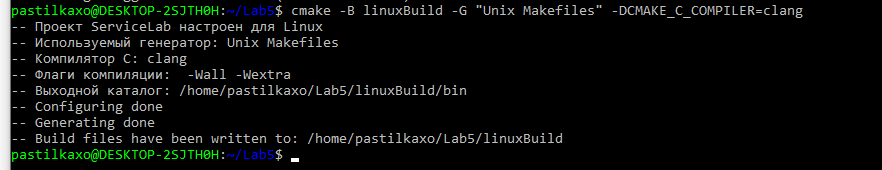 pastilkaxo@DESKTOP-2SJTH0H:~/Lab5$ cmake -B linuxBuild -G "Unix Makefiles" -DCMAKE_C_COMPILER=clang
-- Проект ServiceLab настроен для Linux
-- Используемый генератор: Unix Makefiles
-- Компилятор C: clang
-- Флаги компиляции:  -Wall -Wextra
-- Выходной каталог: /home/pastilkaxo/Lab5/linuxBuild/bin
-- Configuring done
-- Generating done
-- Build files have been written to: /home/pastilkaxo/Lab5/linuxBuild
pastilkaxo@DESKTOP-2SJTH0H:~/Lab5$